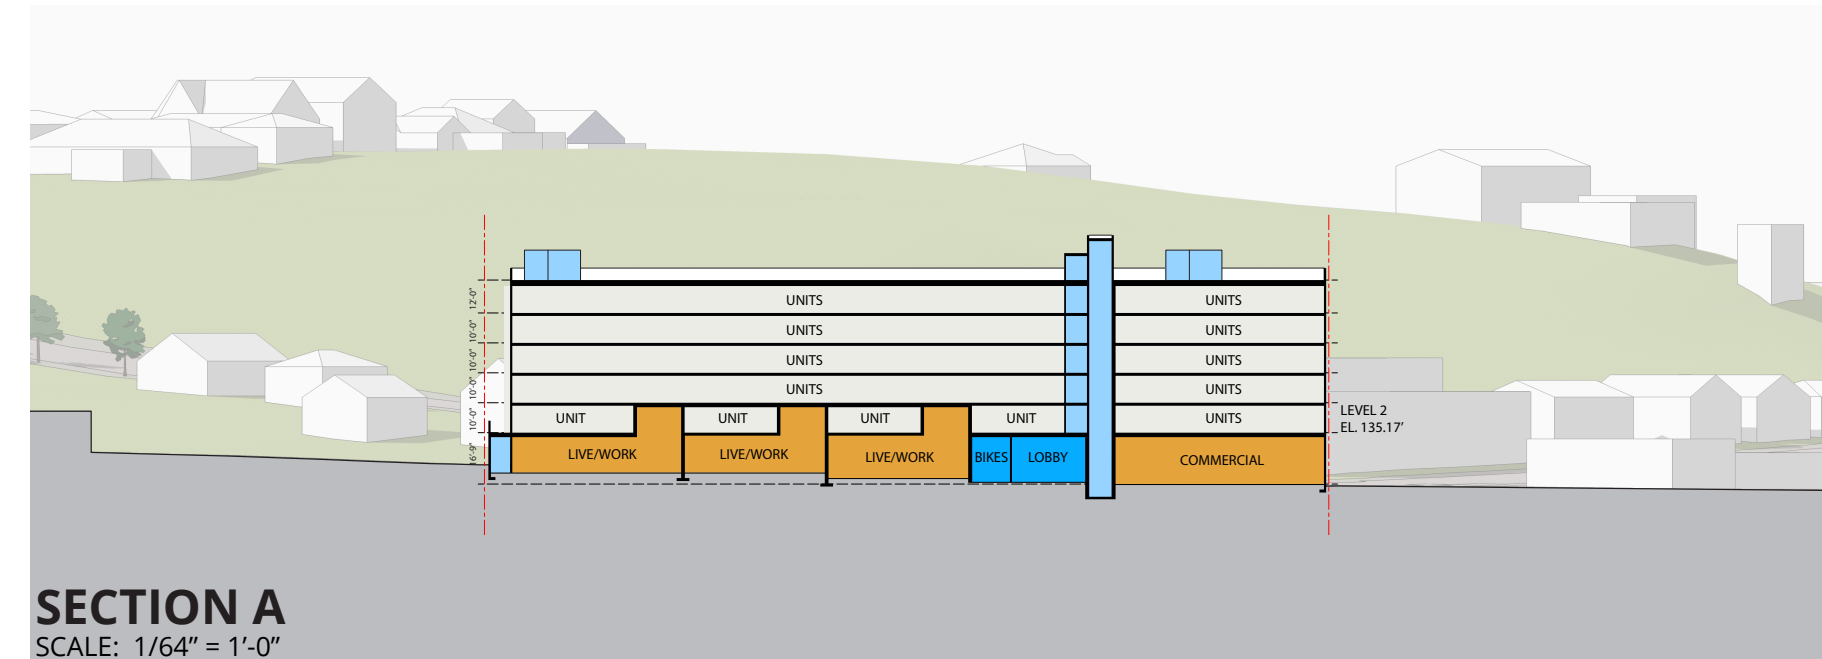 12'-0"
UNITS UNITS
10'-0"
UNITS UNITS
10'-0"
UNITS UNITS
10'-0"
UNITS UNITS
10'-0"
UNIT UNIT UNIT UNIT UNITS
LEVEL 2
EL. 135.17’
16'-9"
LIVE/WORK LIVE/WORK LIVE/WORK BIKES LOBBY COMMERCIAL
SECTION A
SCALE: 1/64” = 1’-0”